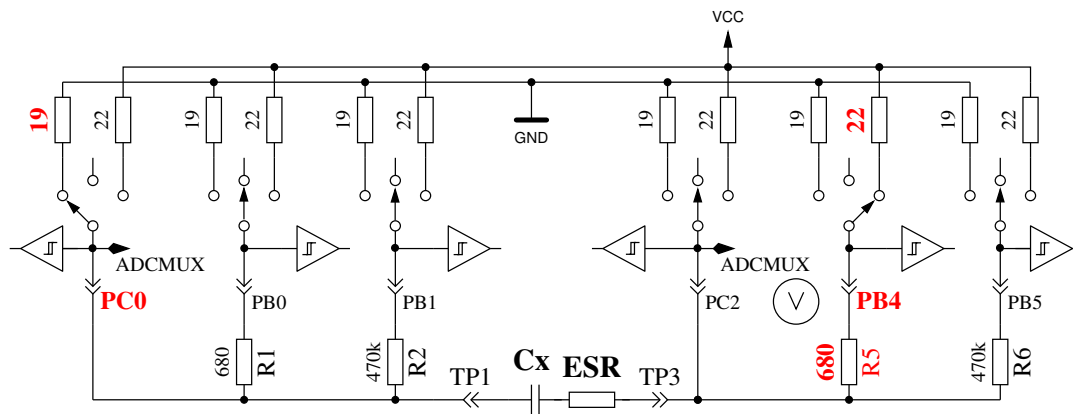 VCC
19
22
19
22
19
22
GND
19
22
19
22
19
22
ADCMUX
ADCMUX
PC0
PB0
PB1
PC2
V
PB4
PB5
680
R1
470k
R2
TP1
Cx
ESR
TP3
680
R5
470k
R6